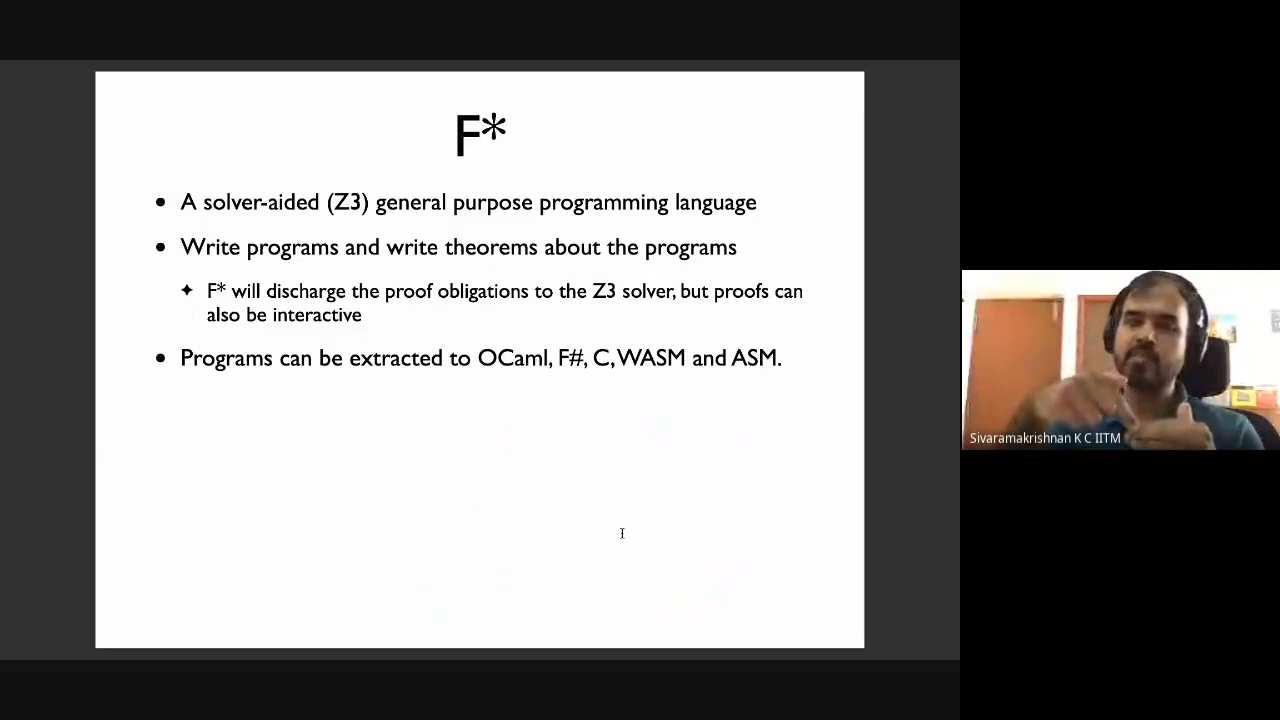 F*
• A solver-aided (Z3) general purpose programming language
• Write programs and write theorems about the programs
✦ F* will discharge the proof obligations to the Z3 solver, but proofs can
also be interactive
• Programs can be extracted to OCaml, F#, C, WASM and ASM.
Sivaramakrishnan K C IITM